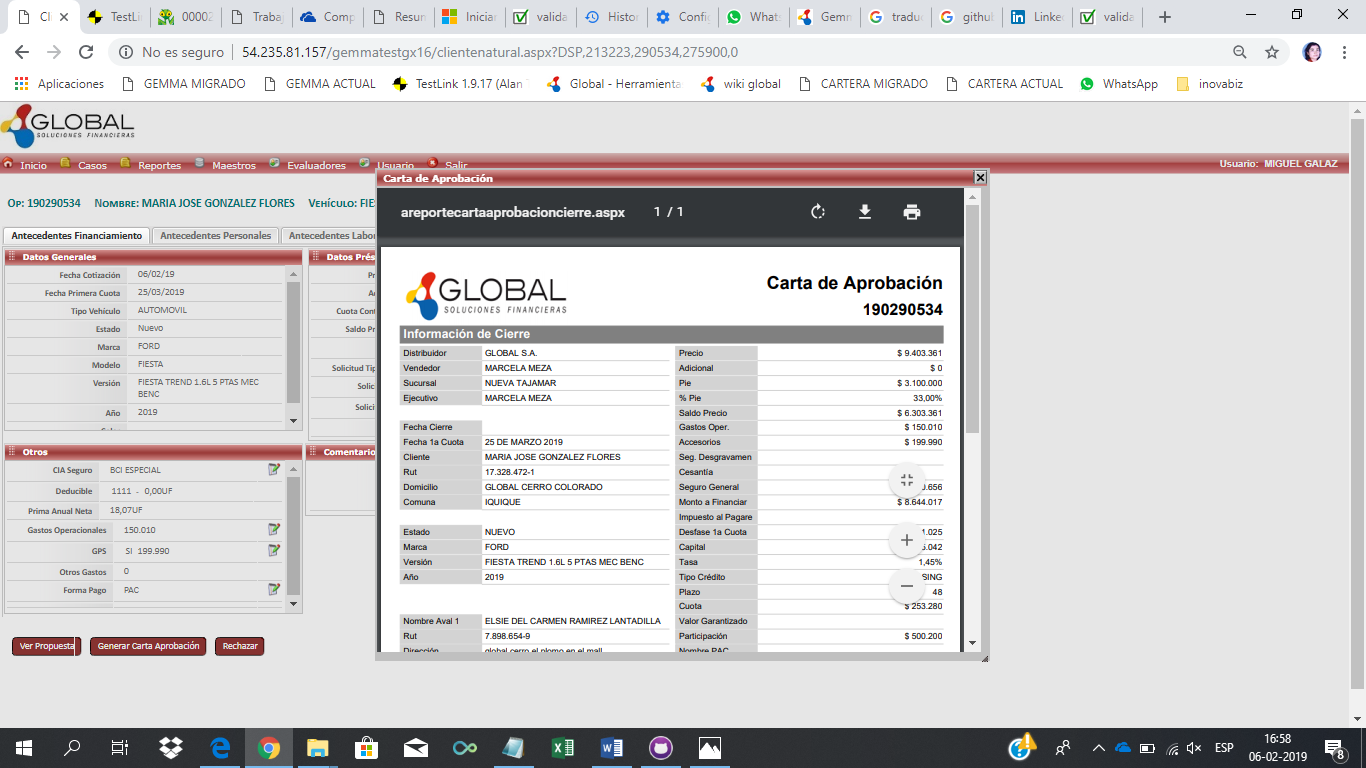 Cli
TestLi
00002
Traba
Comp
Resun
Iniciar
valida
Histor
Config
What
Gemn
tradu
githu
Linke
valida
No es seguro | 54.235.81.157/gemmatestgx16/clientenatural.aspx?DSP,213223,290534,275900,0
Aplicaciones GEMMA MIGRADO GEMMA ACTUAL TestLink 1.9.17 (Alan Global - Herramienta wiki global CARTERA MIGRADO CARTERA ACTUAL WhatsApp inovabiz
GLOBAL
SOLUCIONES FINANCIERAS
Inicio Casos Reportes Maestros Evaluadores Usuario Salir Usuario: MIGUEL GALAZ
Op: 190290534 Nombre: MARIA JOSE GONZALEZ FLORES Vehículo: FIE
Antecedentes Financiamiento Antecedentes Personales Antecedentes Labor
Datos Generales
Fecha Cotización 06/02/19
Fecha Primera Cuota 25/03/2019
Tipo Vehículo AUTOMOVIL
Estado Nuevo
Marca FORD
Modelo FIESTA
Versión FIESTA TREND 1.6L 5 PTAS MEC
BENC
Año 2019
Datos Prés
Pr
Cuota Cont
Saldo Pr
Solicitud Tip
Solic
Solicit
Otros
CIA Seguro BCI ESPECIAL
Deducible 1111 - 0,00UF
Prima Anual Neta 18,07UF
Gastos Operacionales 150.010
GPS SI 199.990
Otros Gastos 0
Forma Pago PAC
Comentario
Ver Propuesta Generar Carta Aprobación Rechazar
Carta de Aprobación
areportecartaaprobacioncierre.aspx 1 / 1
GLOBAL
SOLUCIONES FINANCIERAS
Carta de Aprobación
190290534
Información de Cierre
Distribuidor GLOBAL S.A.
Vendedor MARCELA MEZA
Sucursal NUEVA TAJAMAR
Ejecutivo MARCELA MEZA
Fecha Cierre
Fecha 1a Cuota 25 DE MARZO 2019
Cliente MARIA JOSE GONZALEZ FLORES
Rut 17.328.472-1
Domicilio GLOBAL CERRO COLORADO
Comuna IQUIQUE
Estado NUEVO
Marca FORD
Versión FIESTA TREND 1.6L 5 PTAS MEC BENC
Año 2019
Nombre Aval 1 ELSIE DEL CARMEN RAMIREZ LANTADILLA
Rut 7.898.654-9
Dirección global cerro el plomo en el mall
Precio $ 9.403.361
Adicional $ 0
Pie $ 3.100.000
% Pie 33,00%
Saldo Precio $ 6.303.361
Gastos Oper. $ 150.010
Accesorios $ 199.990
Seg. Desgravamen
Cesantía
Seguro General .656
Monto a Financiar $ 8.644.017
Impuesto al Pagare
Desfase 1a Cuota 1.025
Capital .042
Tasa 1,45%
Tipo Crédito SING
Plazo 48
Cuota $ 253.280
Valor Garantizado
Participación $ 500.200
Nombre PAC
ESP
16:58
06-02-2019
8